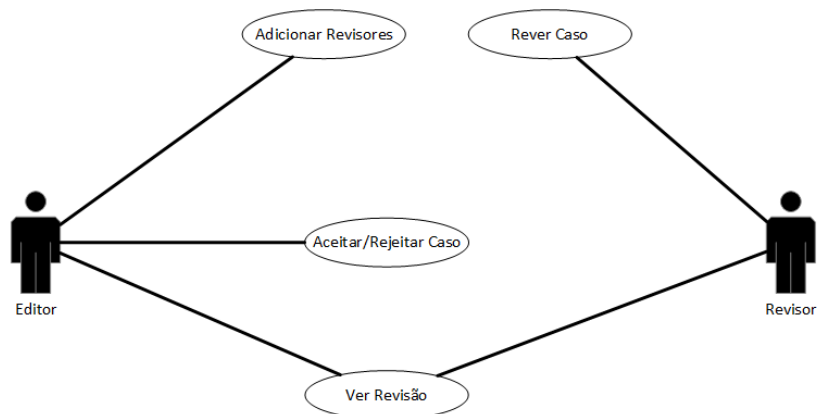 Adicionar Revisores
Rever Caso
Aceitar/Rejeitar Caso
Editor
Revisor
Ver Revisão